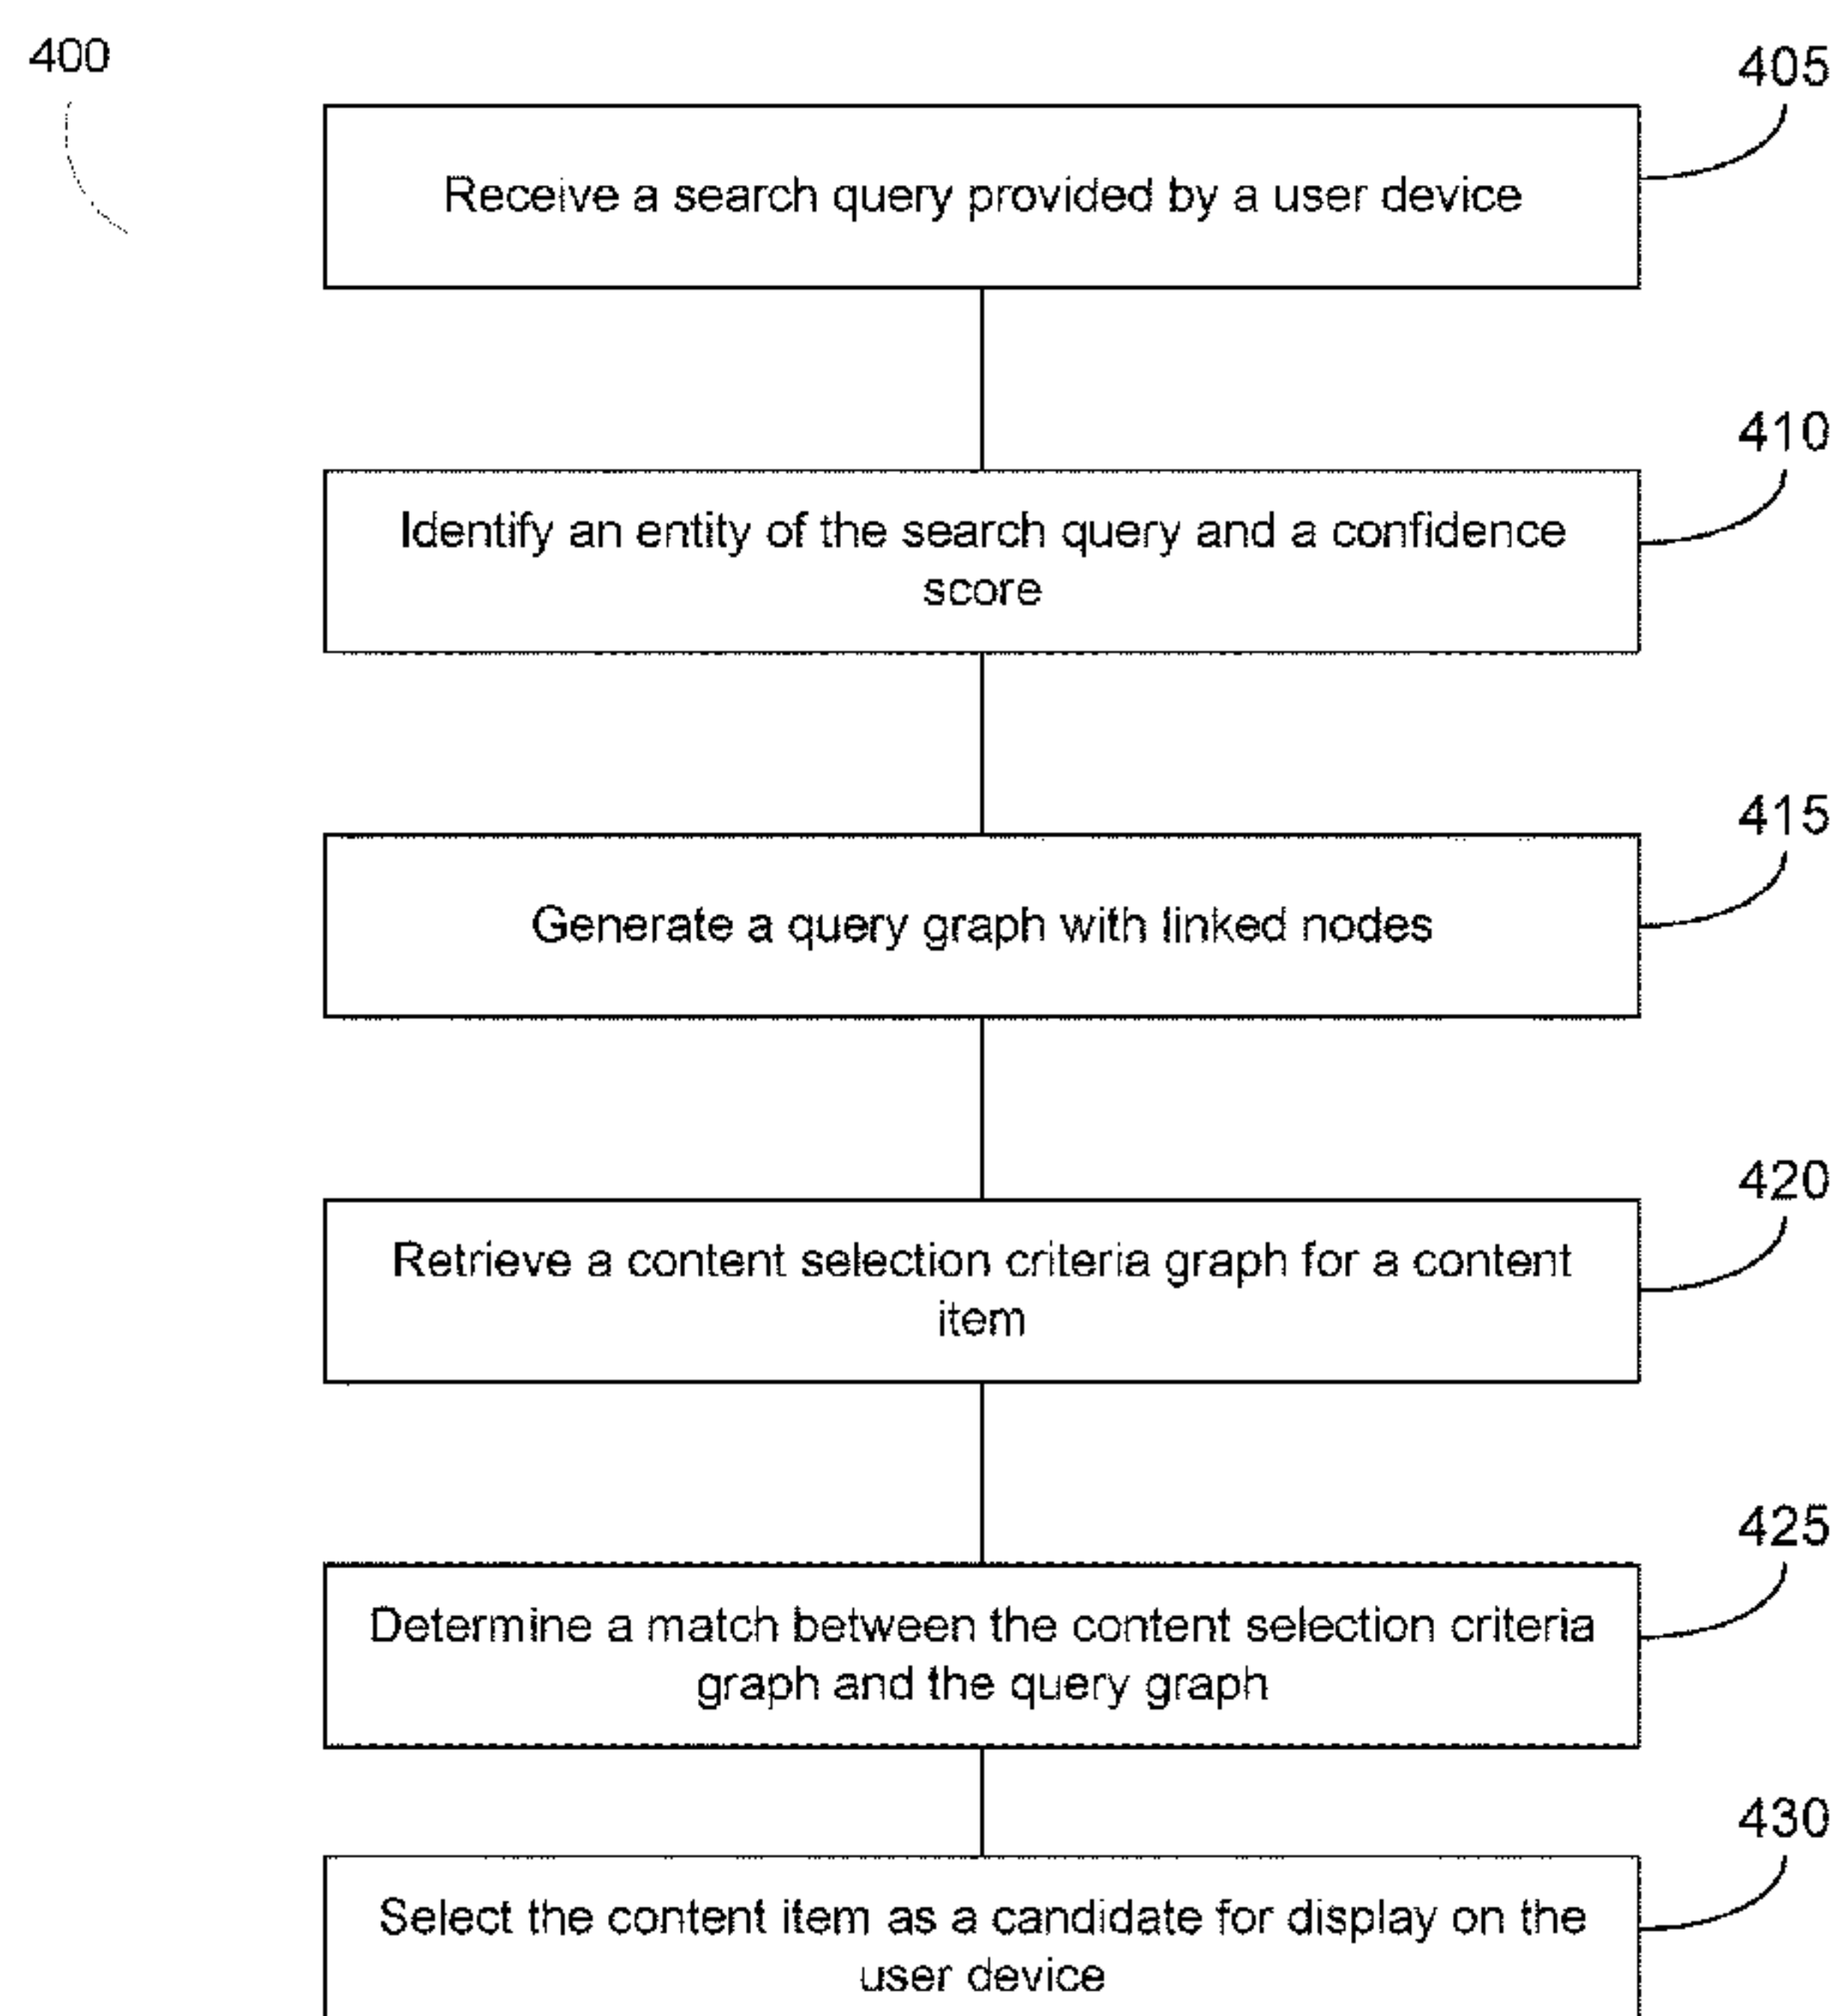 400
405
Receive a search query provided by a user device
410
Identify an entity of the search query and a confidence
score
415
Generate a query graph with linked nodes
420
Retrieve a content selection criteria graph for a content
item
425
Determine a match between the content selection criteria
graph and the query graph
430
Select the content item as a candidate for display on the
user device